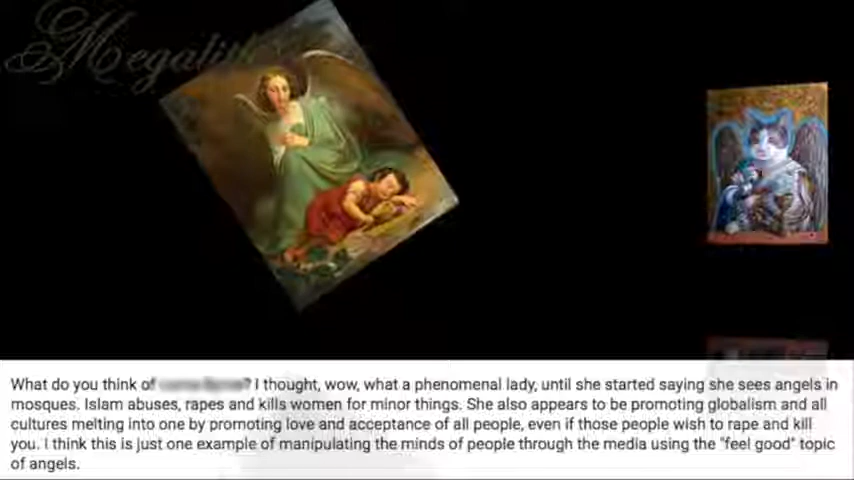 Megalith
What do you think of ? I thought, wow, what a phenomenal lady, until she started saying she sees angels in
mosques. Islam abuses, rapes and kills women for minor things. She also appears to be promoting globalism and all
cultures melting into one by promoting love and acceptance of all people, even if those people wish to rape and kill
you. I think this is just one example of manipulating the minds of people through the media using the "feel good" topic
of angels.